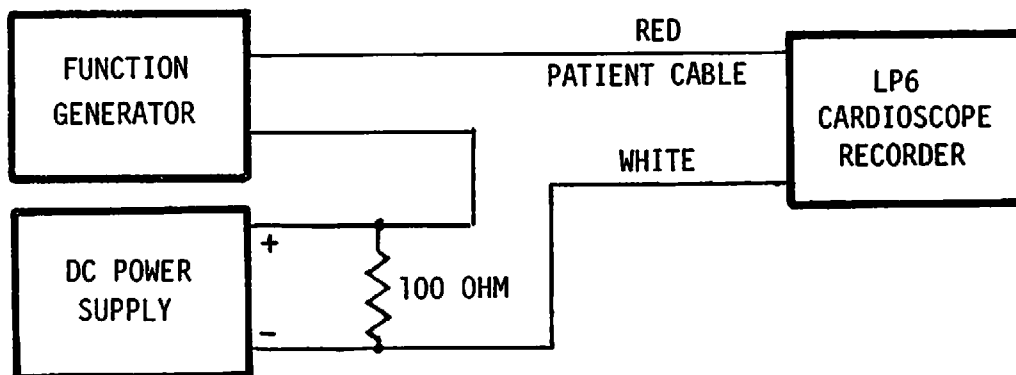 FUNCTION
GENERATOR
RED
PATIENT CABLE
LP6
CARDIOSCOPE
RECORDER
WHITE
DC POWER
SUPPLY
+
-
100 OHM